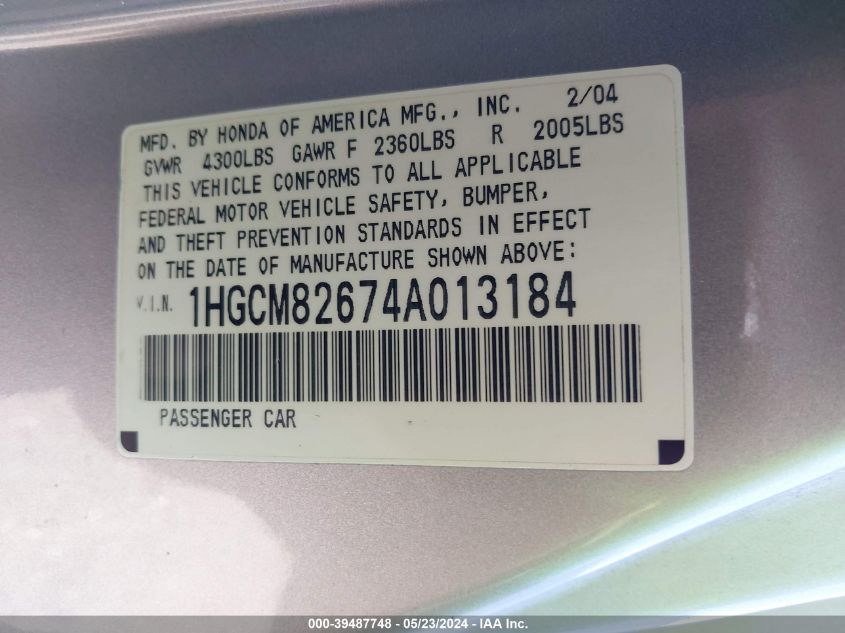 MFD. BY HONDA OF AMERICA MFG., INC. 2/04
GVWR 4300LBS GAWR F 2360LBS R 2005LBS
THIS VEHICLE CONFORMS TO ALL APPLICABLE
FEDERAL MOTOR VEHICLE SAFETY, BUMPER,
AND THEFT PREVENTION STANDARDS IN EFFECT
ON THE DATE OF MANUFACTURE SHOWN ABOVE:
V.I.N. 1HGCM82674A013184
PASSENGER CAR
000-39487748 - 05/23/2024 - IAA Inc.